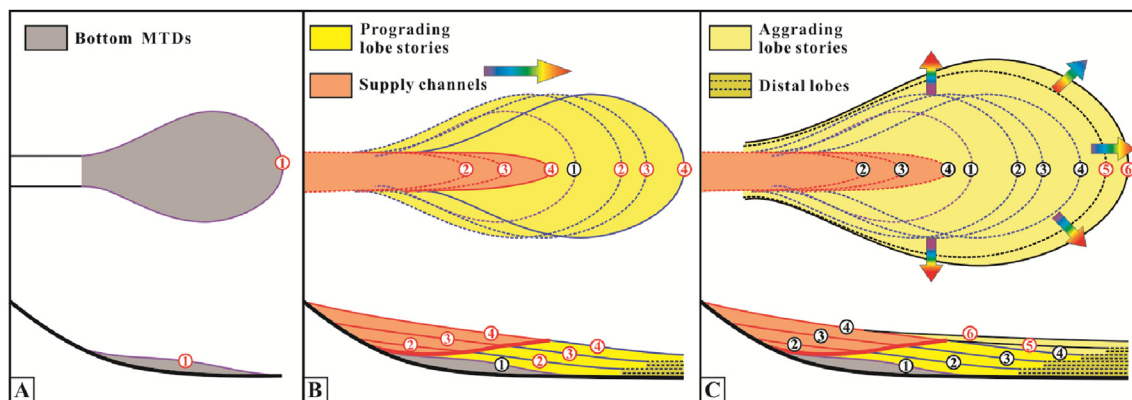 Bottom MTDs
①
①
A
Prograding
lobe stories
Supply channels
② ③ ④ ① ② ③ ④
② ③ ④ ① ② ③ ④
B
Aggrading
lobe stories
Distal lobes
② ③ ④ ① ② ③ ④ ⑤ ⑥
② ③ ④ ① ② ③ ④ ⑤ ⑥
C